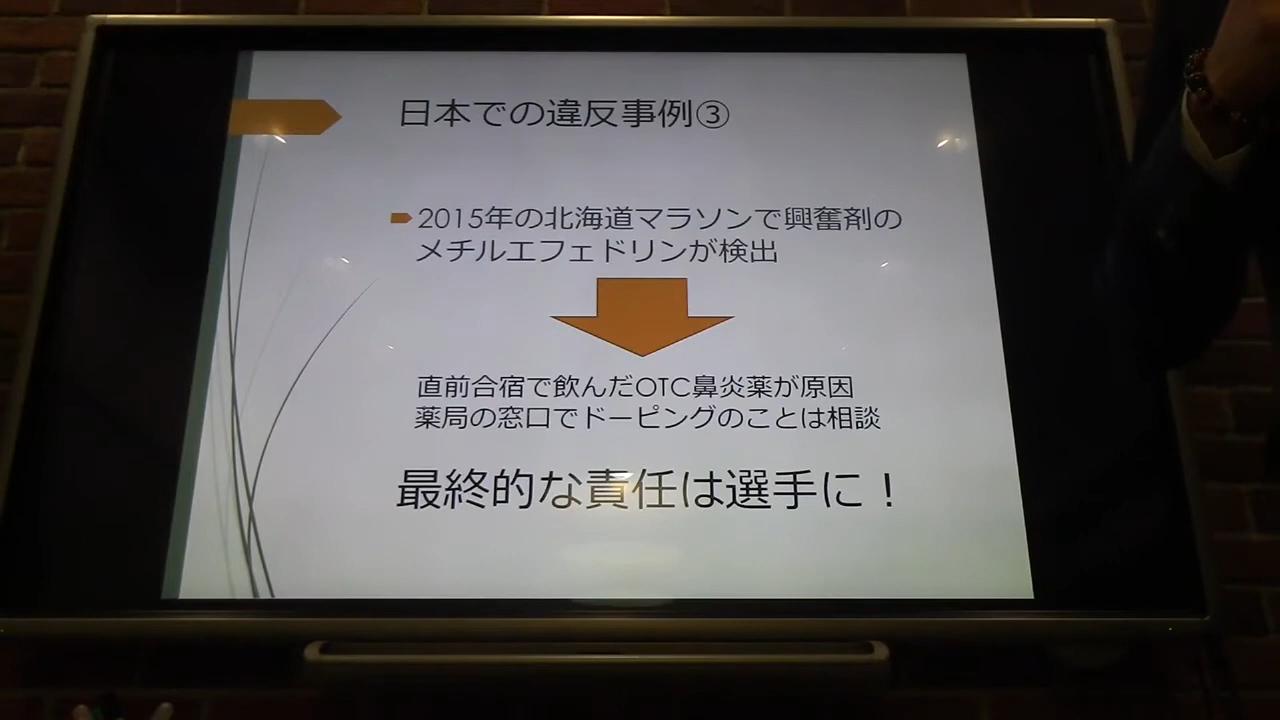 日本での違反事例③
2015年の北海道マラソンで興奮剤の
メチルエフェドリンが検出
直前合宿で飲んだOTC鼻炎薬が原因
薬局の窓口でドーピングのことは相談
最終的な責任は選手に！